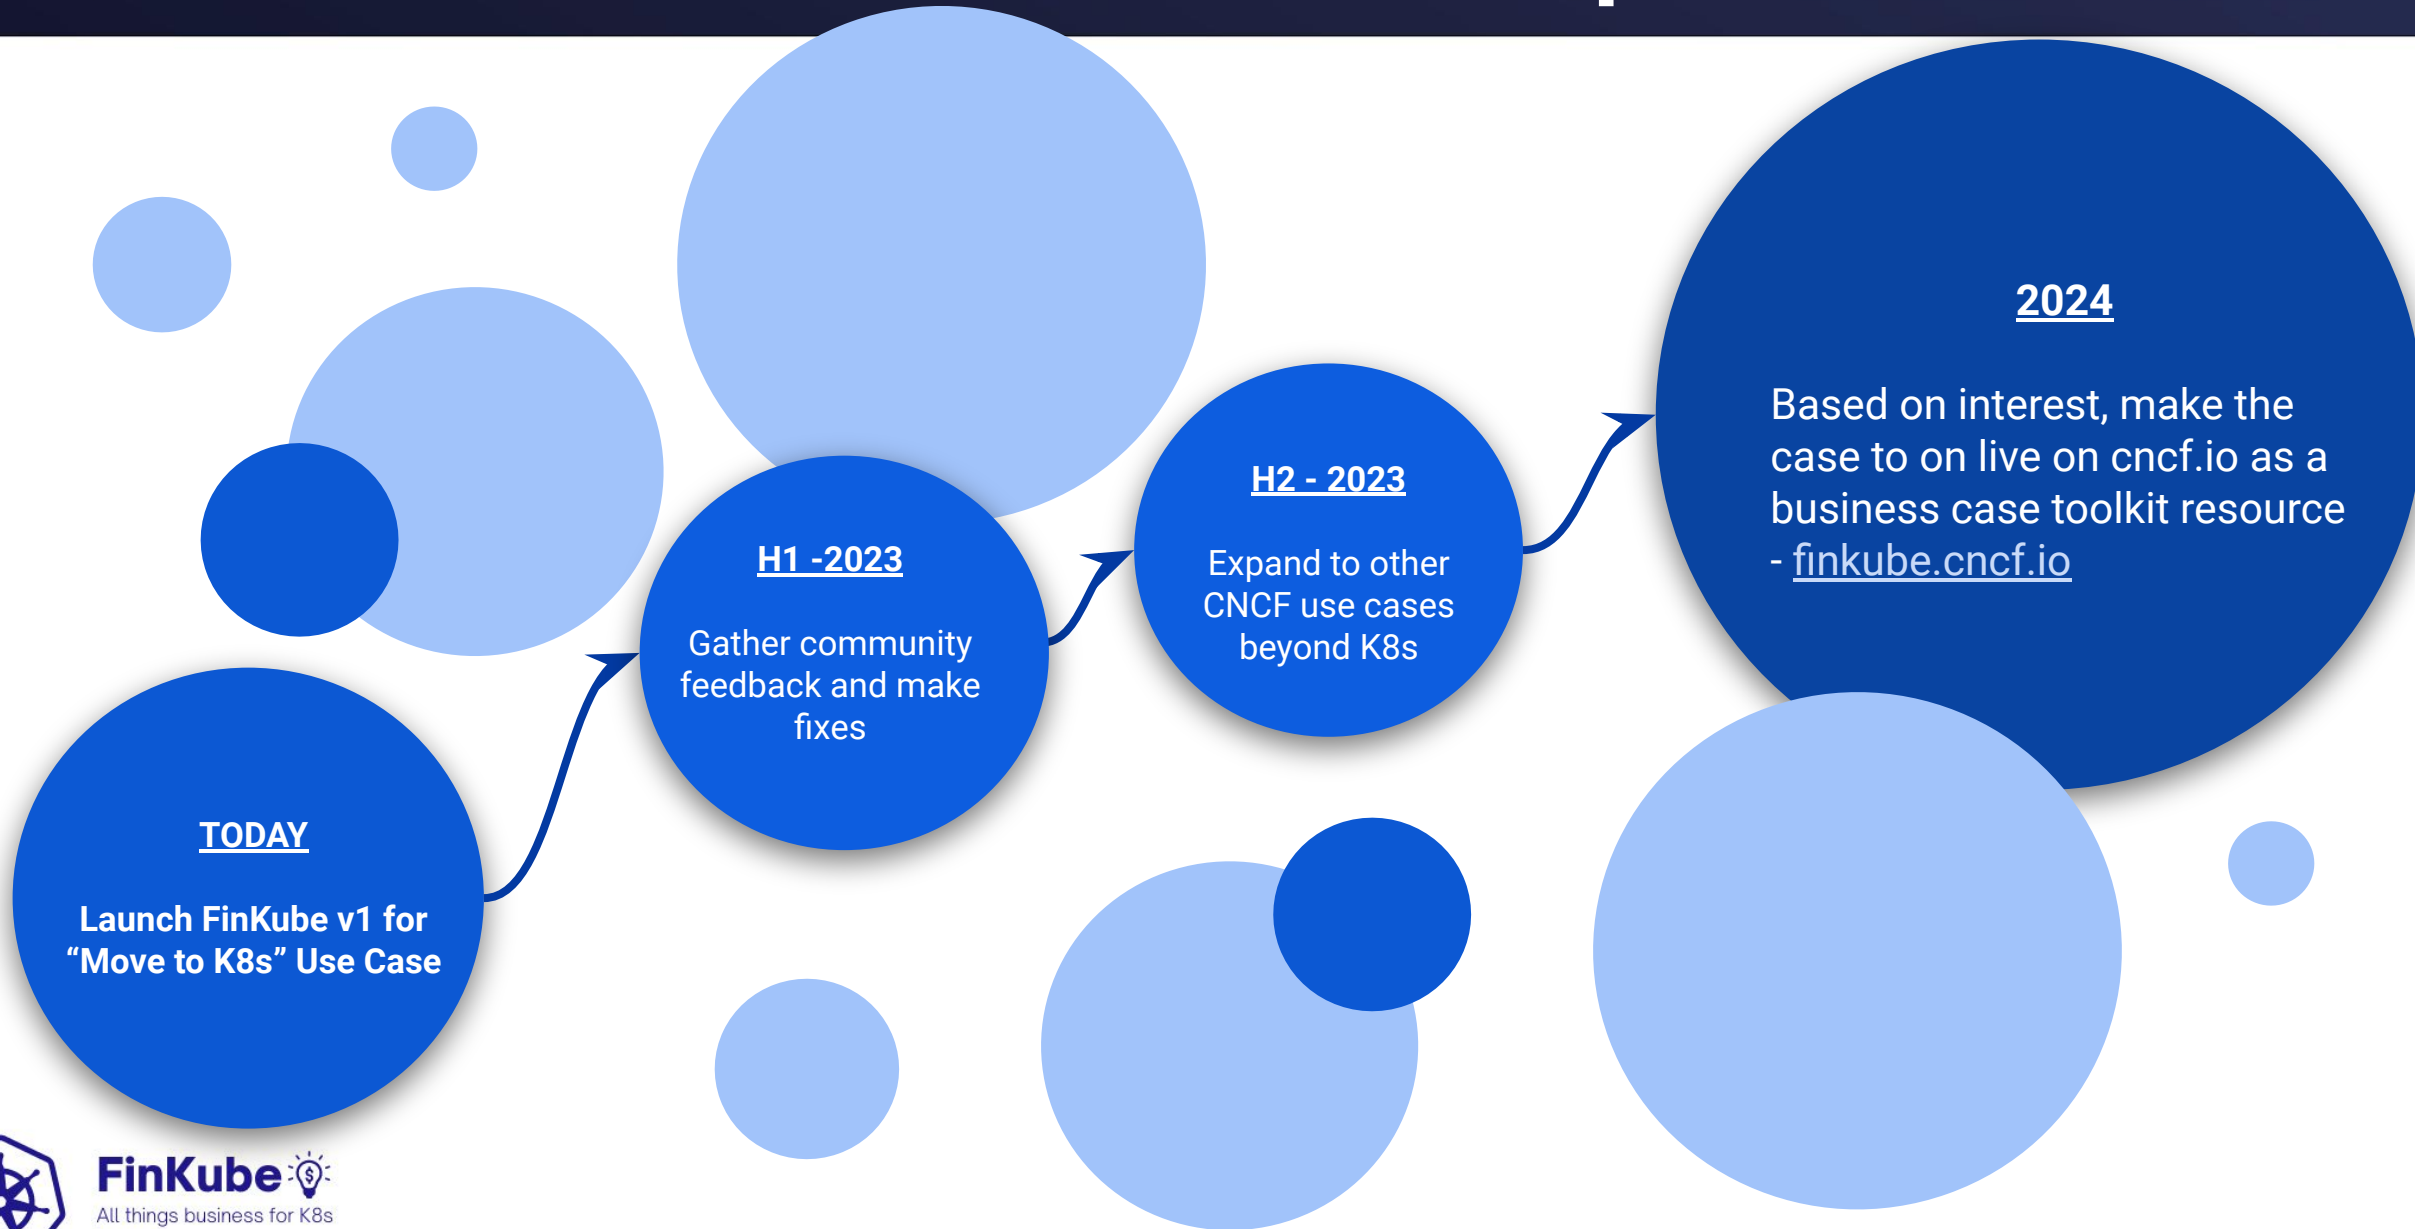 TODAY
Launch FinKube v1 for
“Move to K8s” Use Case
H1 -2023
Gather community
feedback and make
fixes
H2 - 2023
Expand to other
CNCF use cases
beyond K8s
2024
Based on interest, make the
case to on live on cncf.io as a
business case toolkit resource
- finkube.cncf.io
FinKube
All things business for K8s